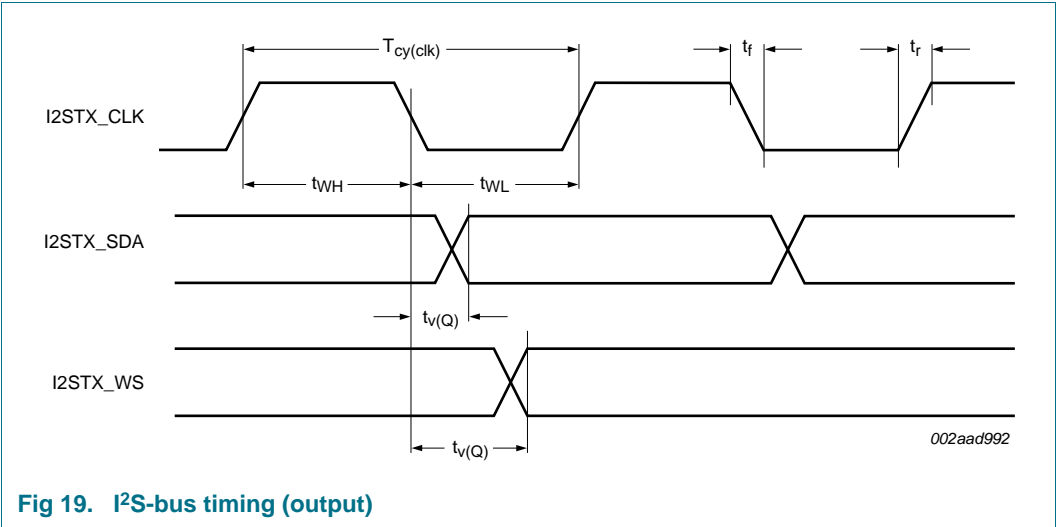 T_cy(clk)
t_f
t_r
I2STX_CLK
t_WH
t_WL
I2STX_SDA
t_v(Q)
I2STX_WS
t_v(Q)
002aad992
Fig 19. I²S-bus timing (output)